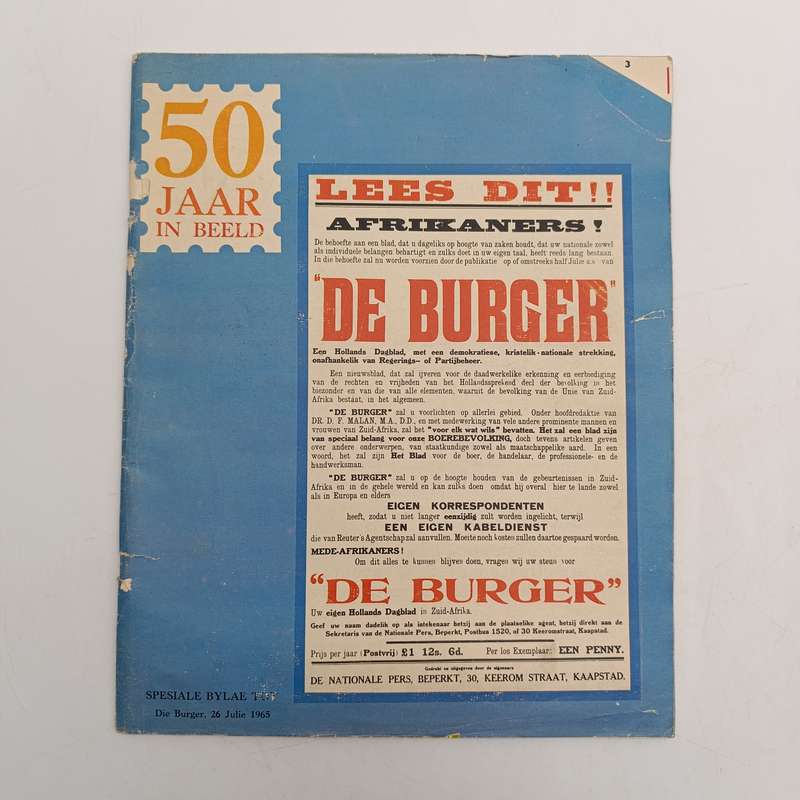 3
50
JAAR
IN BEELD
LEES DIT!!
AFRIKANERS!
De behoefte aan een blad, dat u dageliks op hoogte van zaken houdt, dat uw nationale zowel
als individuele belangen behartigt en zulks doet in uw eigen taal, heeft reeds lang bestaan.
In die behoefte zal nu worden voorzien door de publikatie op of omstreeks half Julie a.s. van
"DE BURGER"
Een Hollands Dagblad, met een demokratiese, kristelik-nationale strekking,
onafhankelik van Regerings- of Partijbeheer.
Een nieuwsblad, dat zal ijveren voor de daadwerkelike erkenning en eerbiediging
van de rechten en vrijheden van het Hollandssprekend deel der bevolking in het
biezonder en van die van alle elementen, waaruit de bevolking van de Unie van Zuid-
Afrika bestaat, in het algemeen.
"DE BURGER" zal u voorlichten op allerlei gebied. Onder hoofdredaktie van
DR. D. F. MALAN, M.A., D.D., en met medewerking van vele andere prominente mannen en
vrouwen van Zuid-Afrika, zal het "voor elk wat wils" bevatten. Het zal een blad zijn
van speciaal belang voor onze BOEREBEVOLKING, doch tevens artikelen geven
over andere onderwerpen, van staatkundige zowel als maatschappelike aard. In een
woord, het zal zijn Het Blad voor de boer, de handelaar, de professionele- en de
handwerksman.
"DE BURGER" zal u op de hoogte houden van de gebeurtenissen in Zuid-
Afrika en in de gehele wereld en kan zulks doen omdat hij overal hier te lande zowel
als in Europa en elders
EIGEN KORRESPONDENTEN
heeft, zodat u niet langer eenzijdig zult worden ingelicht, terwijl
EEN EIGEN KABELDIENST
die van Reuter's Agentschap zal aanvullen. Moeite noch kosten zullen daartoe gespaard worden.
MEDE-AFRIKANERS!
Om dit alles te kunnen blijven doen, vragen wij uw steun voor
"DE BURGER"
Uw eigen Hollands Dagblad in Zuid-Afrika.
Geef uw naam dadelik op als intekenaar hetzij aan de plaatselike agent, hetzij direkt aan de
Sekretaris van de Nationale Pers, Beperkt, Postbus 1520, of 30 Keeromstraat, Kaapstad.
Prijs per jaar (Postvrij) £1 12s. 6d. Per los Exemplaar: EEN PENNY.
Gedrukt en uitgegeven door de eigenaars
DE NATIONALE PERS, BEPERKT, 30, KEEROM STRAAT, KAAPSTAD.
SPESIALE BYLAE TOT
Die Burger, 26 Julie 1965